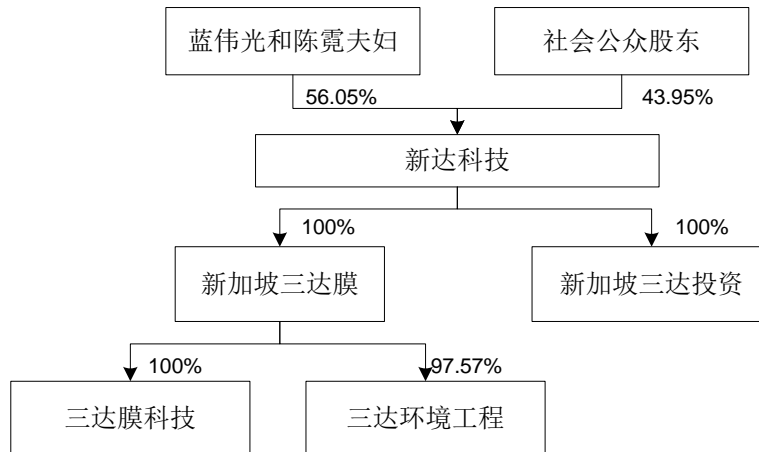 蓝伟光和陈霓夫妇
社会公众股东
56.05%
43.95%
新达科技
100%
100%
新加坡三达膜
新加坡三达投资
100%
97.57%
三达膜科技
三达环境工程